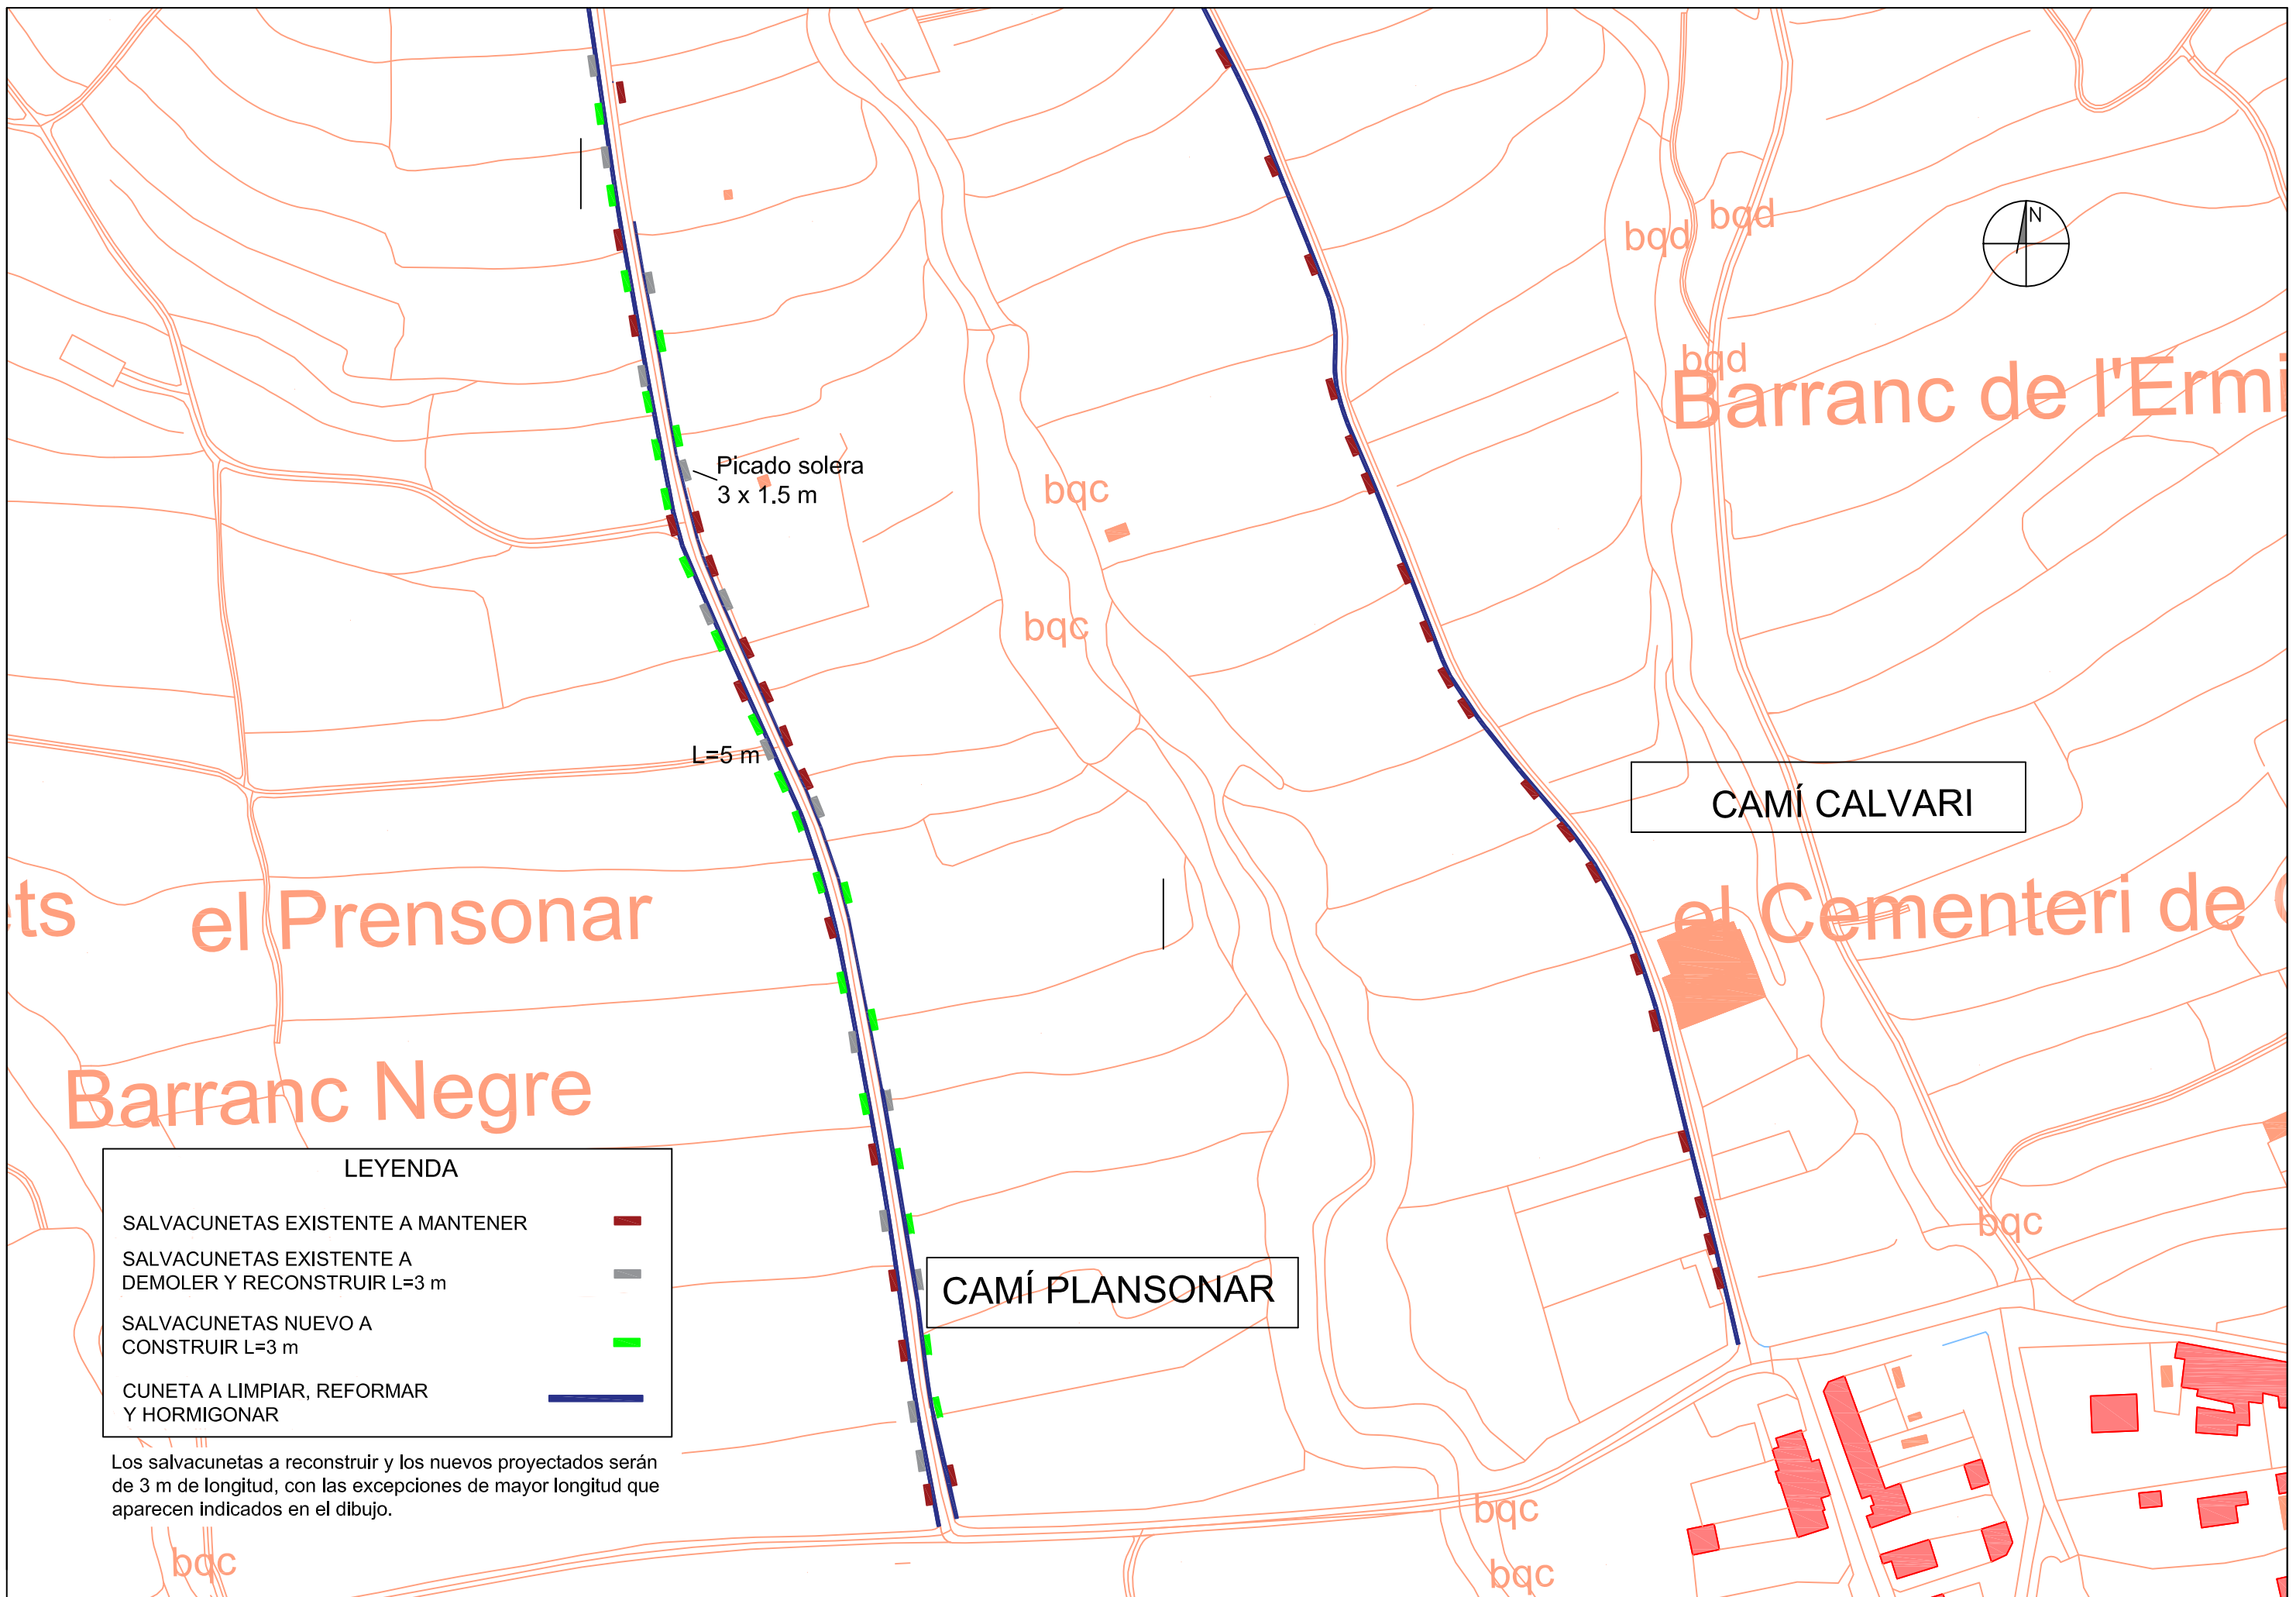 N
bqd
bqd
bqd
Barranc de l'Ermi
Picado solera
3 x 1.5 m
bqc
bqc
L=5 m
CAMÍ CALVARI
ts
el Prensonar
el Cementeri de
Barranc Negre
LEYENDA
SALVACUNETAS EXISTENTE A MANTENER
SALVACUNETAS EXISTENTE A
DEMOLER Y RECONSTRUIR L=3 m
SALVACUNETAS NUEVO A
CONSTRUIR L=3 m
CUNETA A LIMPIAR, REFORMAR
Y HORMIGONAR
bqc
CAMÍ PLANSONAR
Los salvacunetas a reconstruir y los nuevos proyectados serán
de 3 m de longitud, con las excepciones de mayor longitud que
aparecen indicados en el dibujo.
bqc
bqc
bqc